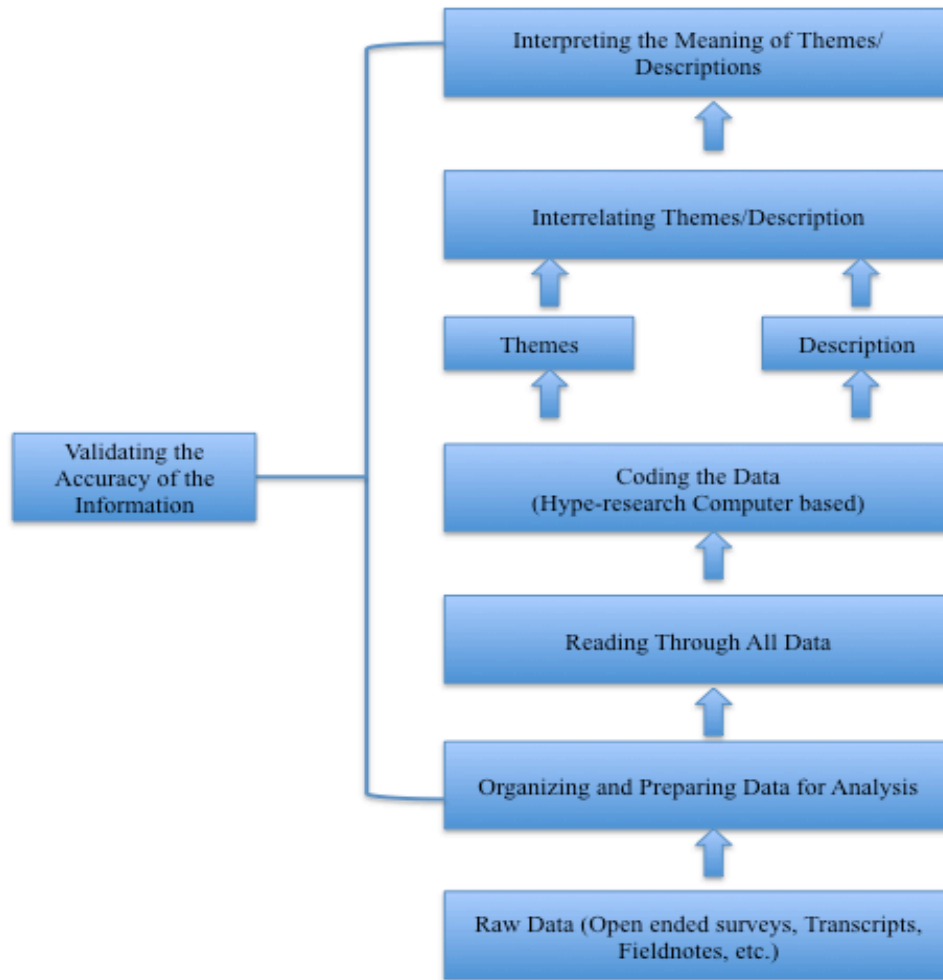 Interpreting the Meaning of Themes/
Descriptions
Interrelating Themes/Description
Themes
Description
Validating the
Accuracy of the
Information
Coding the Data
(Hype-research Computer based)
Reading Through All Data
Organizing and Preparing Data for Analysis
Raw Data (Open ended surveys, Transcripts,
Fieldnotes, etc.)